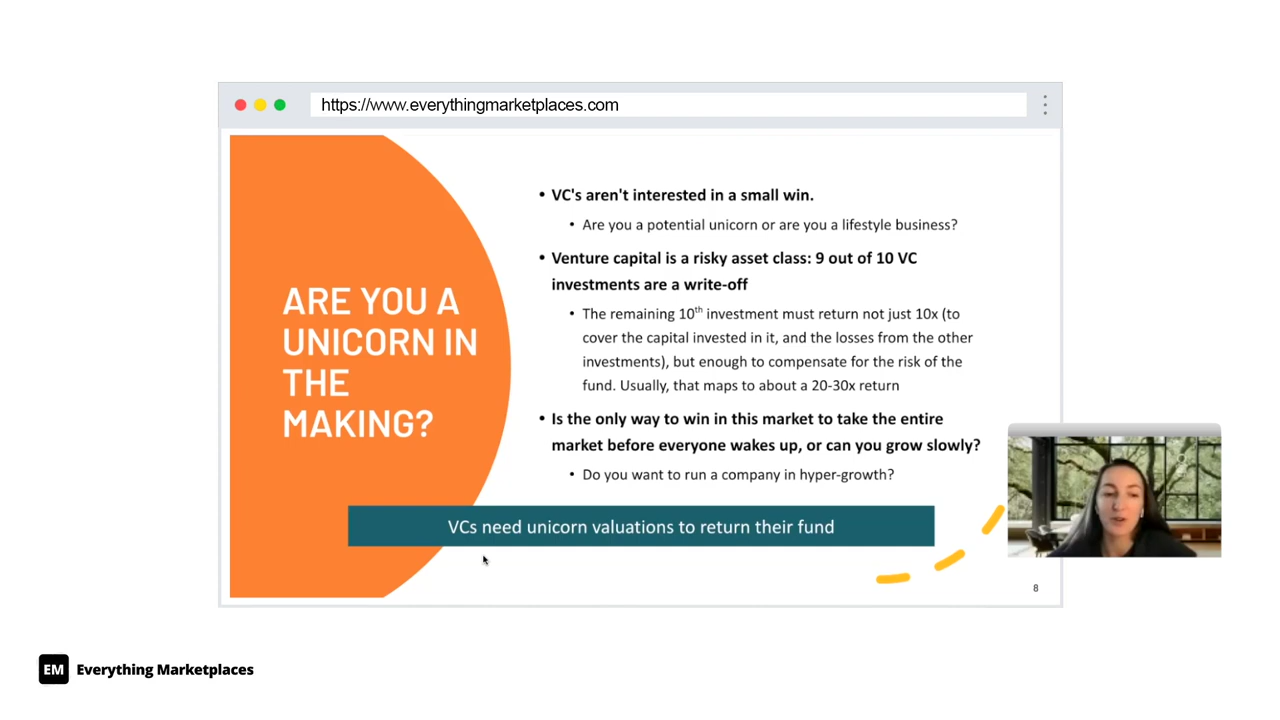 https://www.everythingmarketplaces.com
ARE YOU A
UNICORN IN
THE
MAKING?
• VC's aren't interested in a small win.
• Are you a potential unicorn or are you a lifestyle business?
• Venture capital is a risky asset class: 9 out of 10 VC
investments are a write-off
• The remaining 10th investment must return not just 10x (to
cover the capital invested in it, and the losses from the other
investments), but enough to compensate for the risk of the
fund. Usually, that maps to about a 20-30x return
• Is the only way to win in this market to take the entire
market before everyone wakes up, or can you grow slowly?
• Do you want to run a company in hyper-growth?
VCs need unicorn valuations to return their fund
8
EM Everything Marketplaces